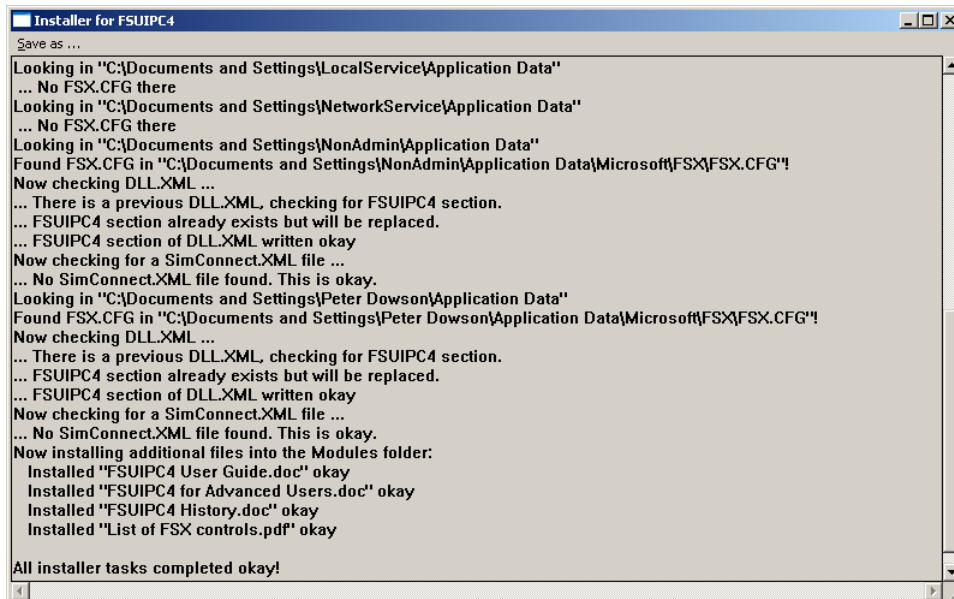 Installer for FSUIPC4
Save as ...
Looking in "C:\Documents and Settings\LocalService\Application Data"
... No FSX.CFG there
Looking in "C:\Documents and Settings\NetworkService\Application Data"
... No FSX.CFG there
Looking in "C:\Documents and Settings\NonAdmin\Application Data"
Found FSX.CFG in "C:\Documents and Settings\NonAdmin\Application Data\Microsoft\FSX\FSX.CFG"!
Now checking DLL.XML ...
... There is a previous DLL.XML, checking for FSUIPC4 section.
... FSUIPC4 section already exists but will be replaced.
... FSUIPC4 section of DLL.XML written okay
Now checking for a SimConnect.XML file ...
... No SimConnect.XML file found. This is okay.
Looking in "C:\Documents and Settings\Peter Dowson\Application Data"
Found FSX.CFG in "C:\Documents and Settings\Peter Dowson\Application Data\Microsoft\FSX\FSX.CFG"!
Now checking DLL.XML ...
... There is a previous DLL.XML, checking for FSUIPC4 section.
... FSUIPC4 section already exists but will be replaced.
... FSUIPC4 section of DLL.XML written okay
Now checking for a SimConnect.XML file ...
... No SimConnect.XML file found. This is okay.
Now installing additional files into the Modules folder:
Installed "FSUIPC4 User Guide.doc" okay
Installed "FSUIPC4 for Advanced Users.doc" okay
Installed "FSUIPC4 History.doc" okay
Installed "List of FSX controls.pdf" okay
All installer tasks completed okay!